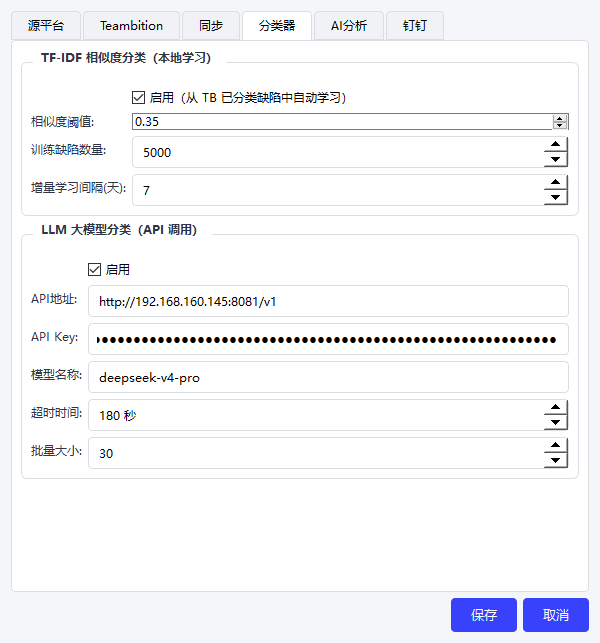 源平台 Teambition 同步 分类器 AI分析 钉钉
TF-IDF 相似度分类（本地学习）
启用（从 TB 已分类缺陷中自动学习）
相似度阈值: 0.35
训练缺陷数量: 5000
增量学习间隔(天): 7
LLM 大模型分类（API 调用）
启用
API地址: http://192.168.160.145:8081/v1
API Key:
模型名称: deepseek-v4-pro
超时时间: 180 秒
批量大小: 30
保存 取消